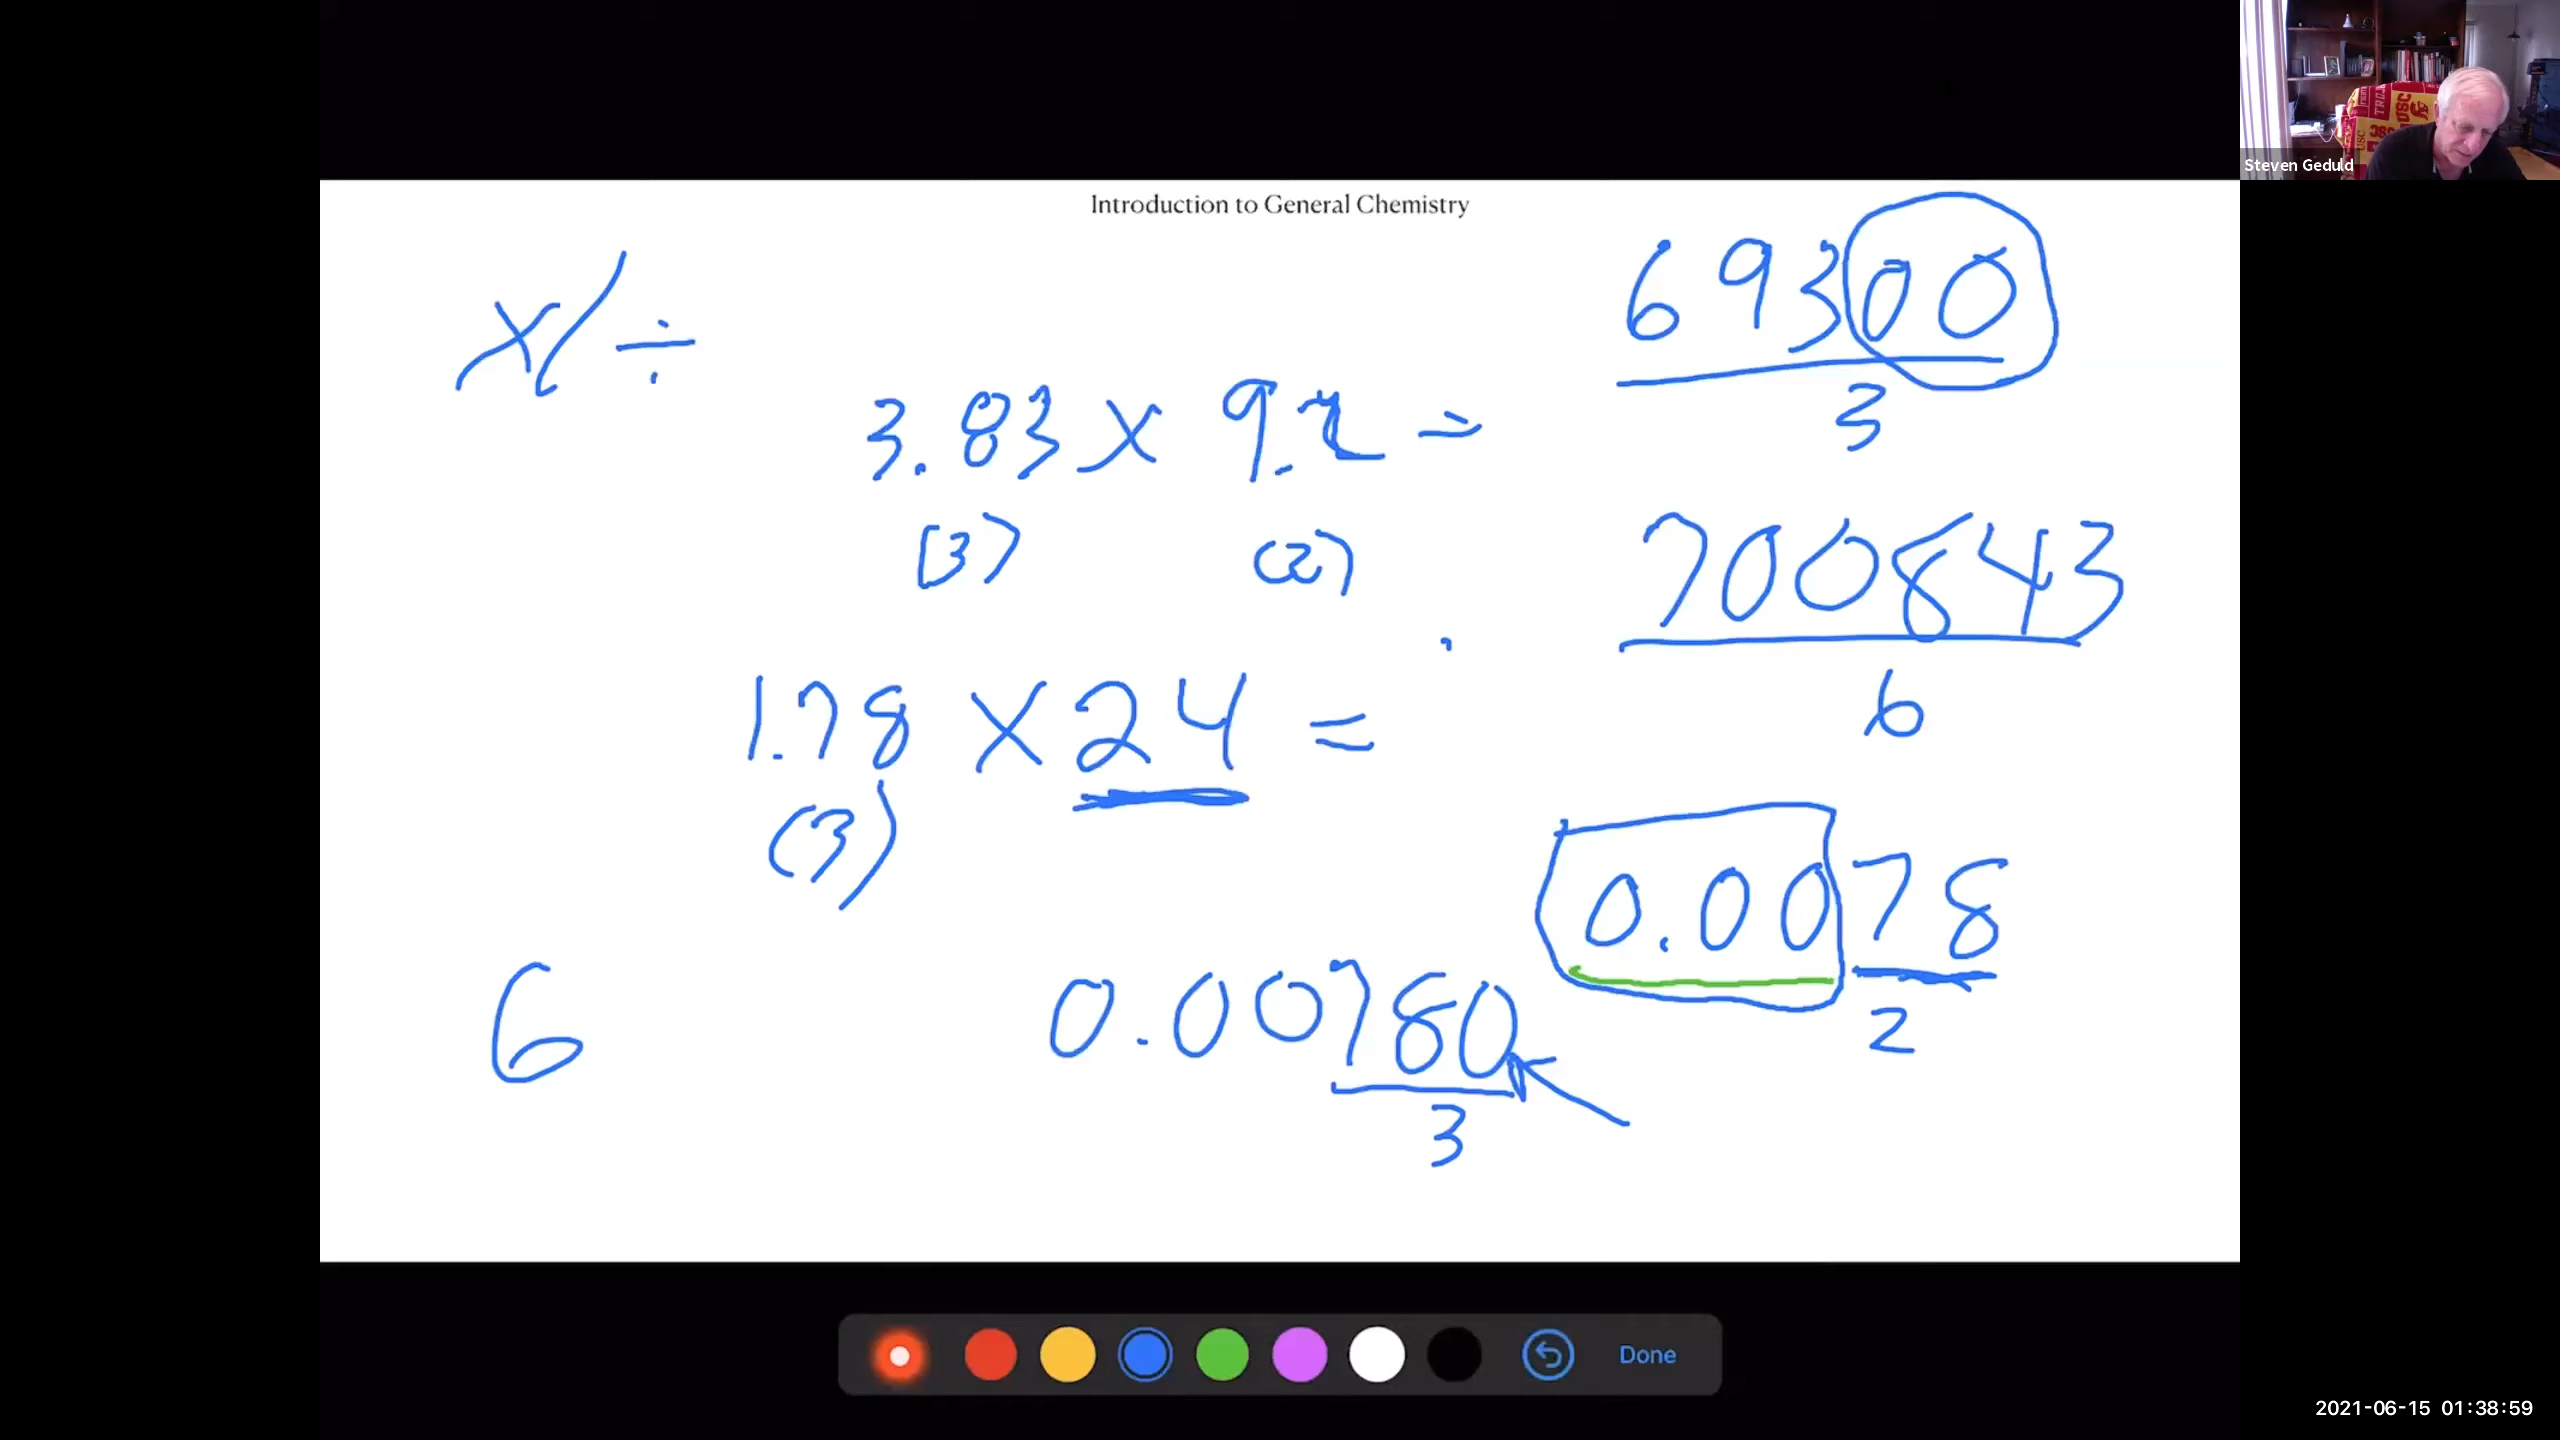 Steven Geduld
Introduction to General Chemistry
x/÷
69300
3
3.83 x 9.2 =
(3) (2)
700843
6
1.78 x 24 =
(3)
0.0078
2
6
0.00780
3
Done
2021-06-15 01:38:59